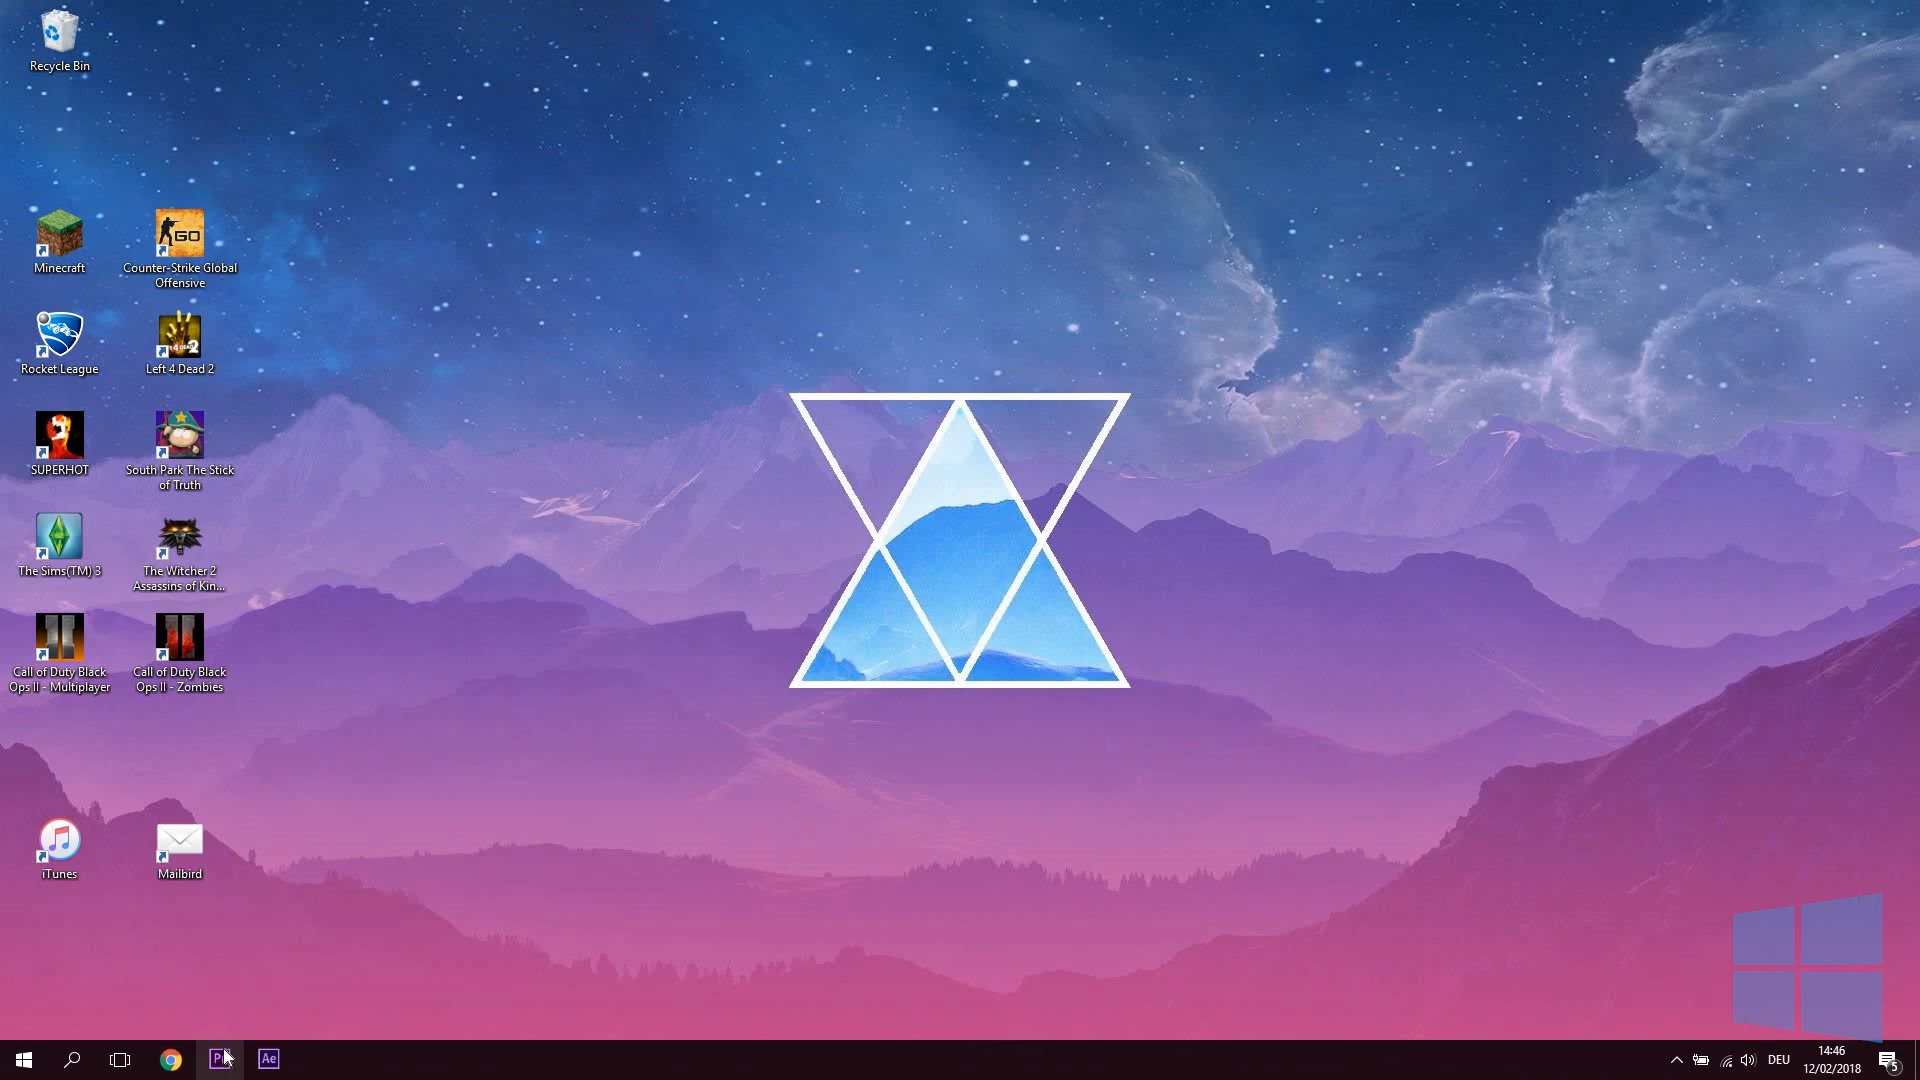 Recycle Bin
Minecraft
Counter-Strike Global
Offensive
GO
Rocket League
Left 4 Dead 2
SUPERHOT
South Park The Stick
of Truth
The Sims(TM) 3
The Witcher 2
Assassins of Kin...
Call of Duty Black
Ops II - Multiplayer
Call of Duty Black
Ops II - Zombies
iTunes
Mailbird
Ae
DEU
14:46
12/02/2018
5